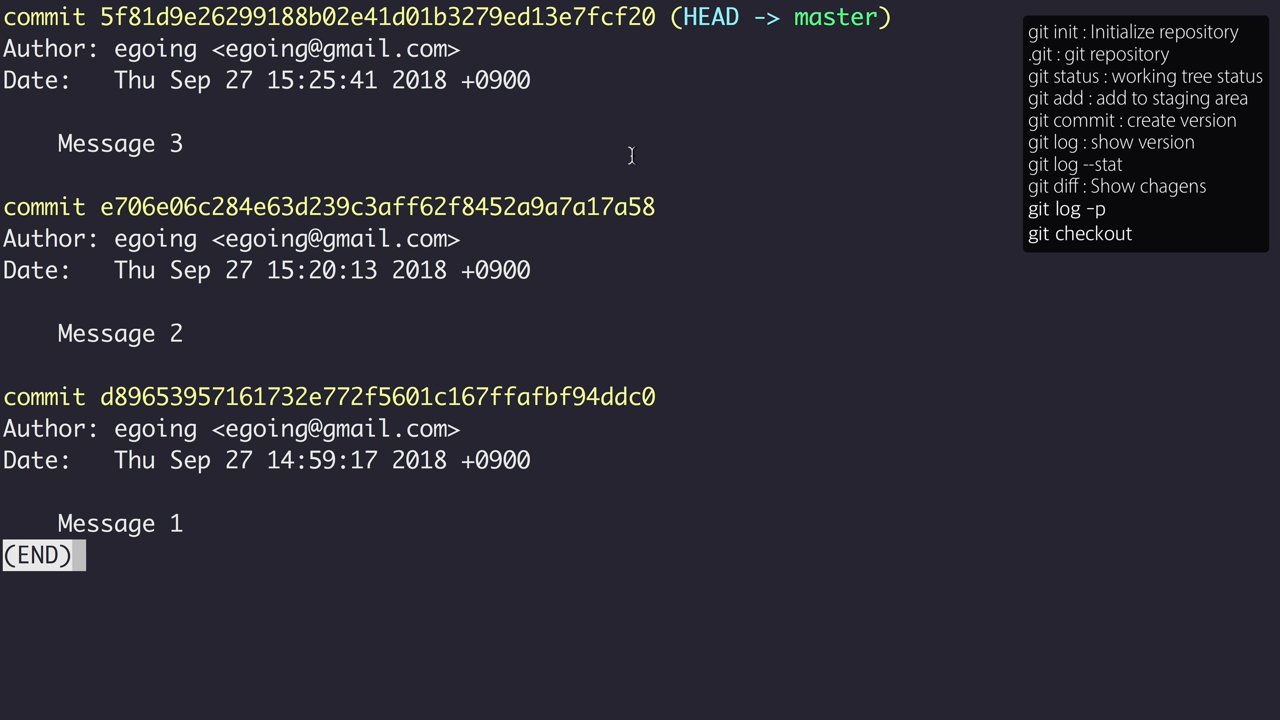 commit 5f81d9e26299188b02e41d01b3279ed13e7fcf20 (HEAD -> master)
Author: egoing <egoing@gmail.com>
Date:   Thu Sep 27 15:25:41 2018 +0900
Message 3
commit e706e06c284e63d239c3aff62f8452a9a7a17a58
Author: egoing <egoing@gmail.com>
Date:   Thu Sep 27 15:20:13 2018 +0900
Message 2
commit d89653957161732e772f5601c167ffafbf94ddc0
Author: egoing <egoing@gmail.com>
Date:   Thu Sep 27 14:59:17 2018 +0900
Message 1
(END)
git init : Initialize repository
.git : git repository
git status : working tree status
git add : add to staging area
git commit : create version
git log : show version
git log --stat
git diff : Show chagens
git log -p
git checkout